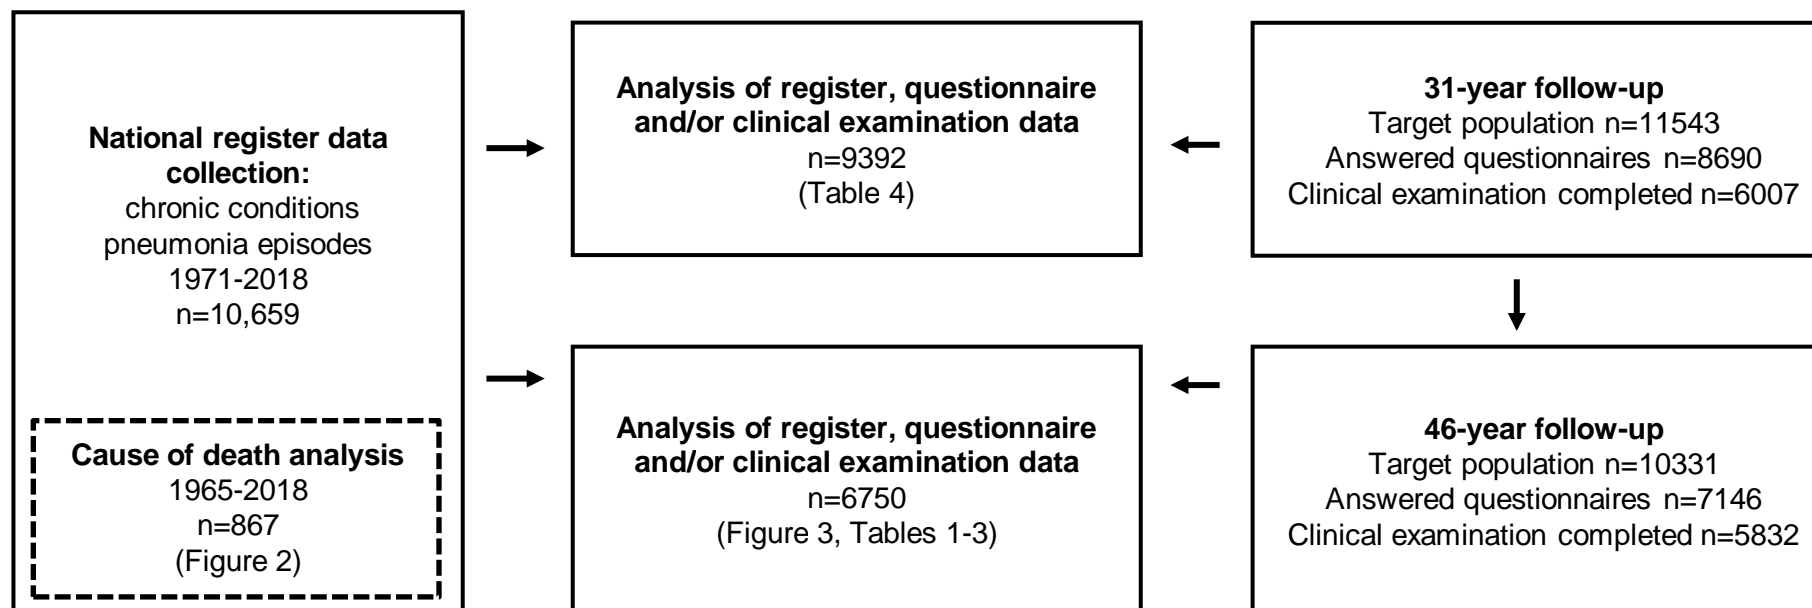 National register data
collection:
chronic conditions
pneumonia episodes
1971-2018
n=10,659
Cause of death analysis
1965-2018
n=867
(Figure 2)
Analysis of register, questionnaire
and/or clinical examination data
n=9392
(Table 4)
Analysis of register, questionnaire
and/or clinical examination data
n=6750
(Figure 3, Tables 1-3)
31-year follow-up
Target population n=11543
Answered questionnaires n=8690
Clinical examination completed n=6007
46-year follow-up
Target population n=10331
Answered questionnaires n=7146
Clinical examination completed n=5832